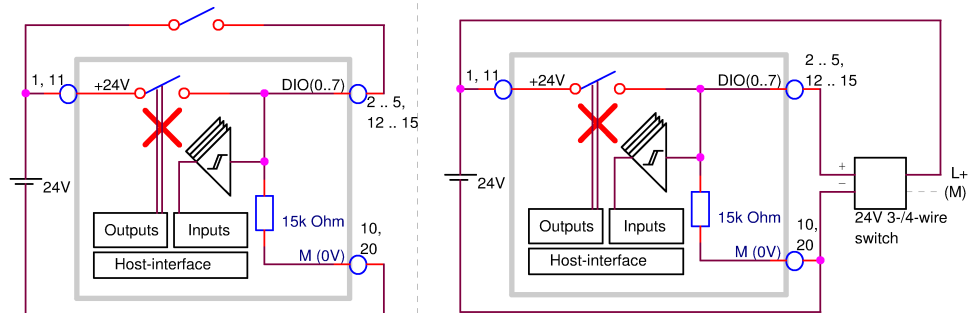 1, 11
+24V
DIO(0..7)
2 .. 5,
12 .. 15
24V
15k Ohm
Outputs
Inputs
10,
20
M (0V)
Host-interface
1, 11
+24V
DIO(0..7)
2 .. 5,
12 .. 15
24V
+
−
L+
(M)
24V 3-/4-wire
switch
15k Ohm
Outputs
Inputs
10,
20
M (0V)
Host-interface